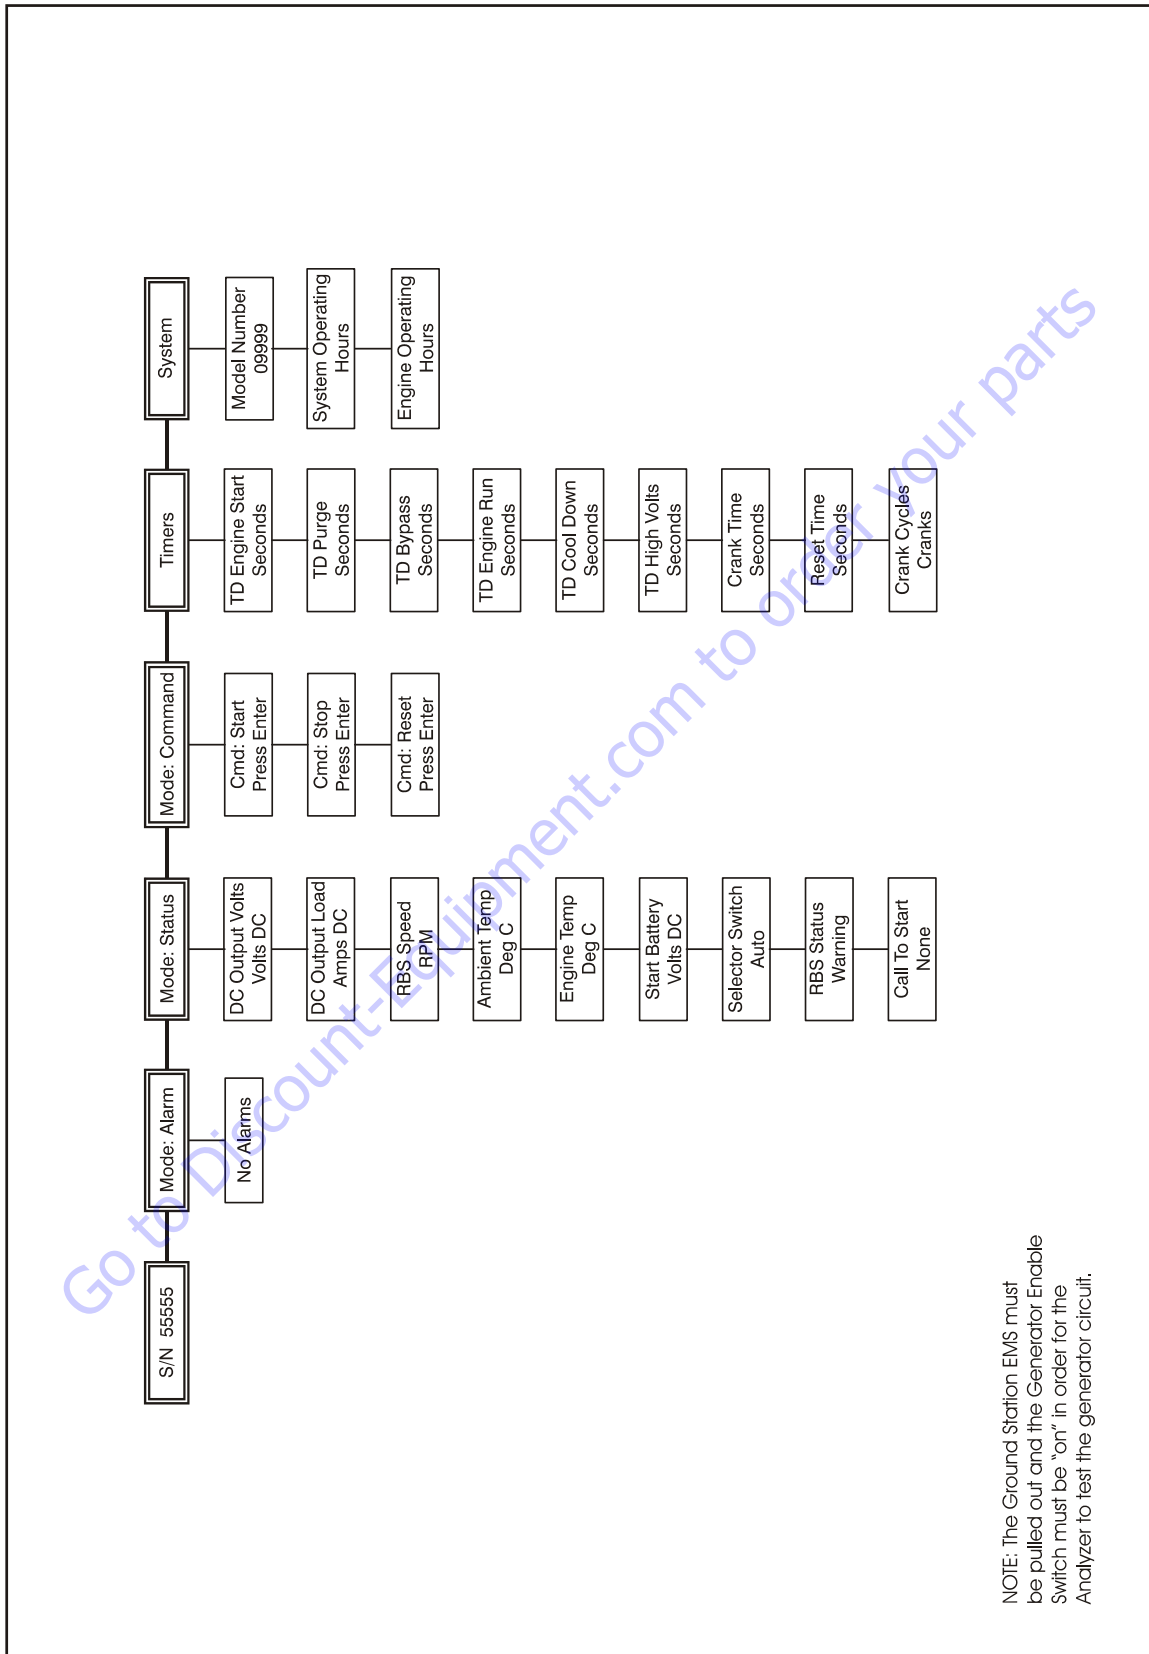 S/N 55555
Mode: Alarm
No Alarms
Mode: Status
DC Output Volts
Volts DC
DC Output Load
Amps DC
RBS Speed
RPM
Ambient Temp
Deg C
Engine Temp
Deg C
Start Battery
Volts DC
Selector Switch
Auto
RBS Status
Warning
Call To Start
None
Mode: Command
Cmd: Start
Press Enter
Cmd: Stop
Press Enter
Cmd: Reset
Press Enter
Timers
TD Engine Start
Seconds
TD Purge
Seconds
TD Bypass
Seconds
TD Engine Run
Seconds
TD Cool Down
Seconds
TD High Volts
Seconds
Crank Time
Seconds
Reset Time
Seconds
Crank Cycles
Cranks
System
Model Number
09999
System Operating
Hours
Engine Operating
Hours
NOTE: The Ground Station EMS must
be pulled out and the Generator Enable
Switch must be “on” in order for the
Analyzer to test the generator circuit.
Go to Discount-Equipment.com to order your parts